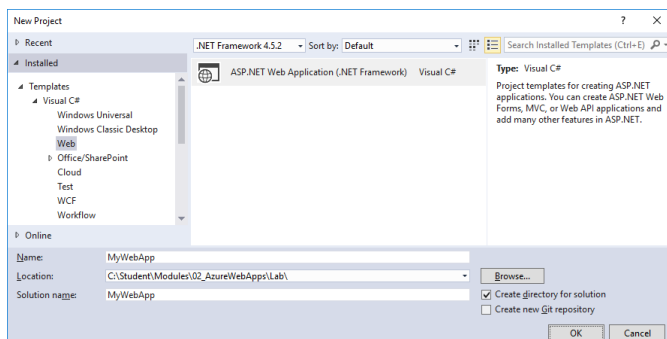 New Project
Recent
.NET Framework 4.5.2
Sort by: Default
Search Installed Templates (Ctrl+E)
Installed
Templates
Visual C#
Windows Universal
Windows Classic Desktop
Web
Office/SharePoint
Cloud
Test
WCF
Workflow
Online
ASP.NET Web Application (.NET Framework) Visual C#
Type: Visual C#
Project templates for creating ASP.NET
applications. You can create ASP.NET Web
Forms, MVC, or Web API applications and
add many other features in ASP.NET.
Name: MyWebApp
Location: C:\Student\Modules\02_AzureWebApps\Lab\
Browse...
Solution name: MyWebApp
Create directory for solution
Create new Git repository
OK Cancel